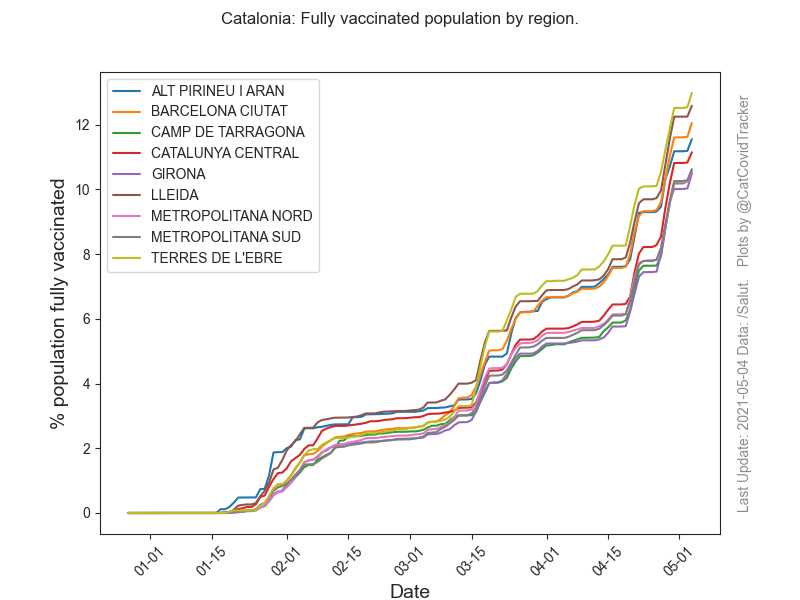 Catalonia: Fully vaccinated population by region.
ALT PIRINEU I ARAN
BARCELONA CIUTAT
CAMP DE TARRAGONA
CATALUNYA CENTRAL
GIRONA
LLEIDA
METROPOLITANA NORD
METROPOLITANA SUD
TERRES DE L'EBRE
% population fully vaccinated
12
10
8
6
4
2
0
01-01
01-15
02-01
02-15
03-01
03-15
04-01
04-15
05-01
Date
Last Update: 2021-05-04 Data: /Salut. Plots by @CatCovidTracker